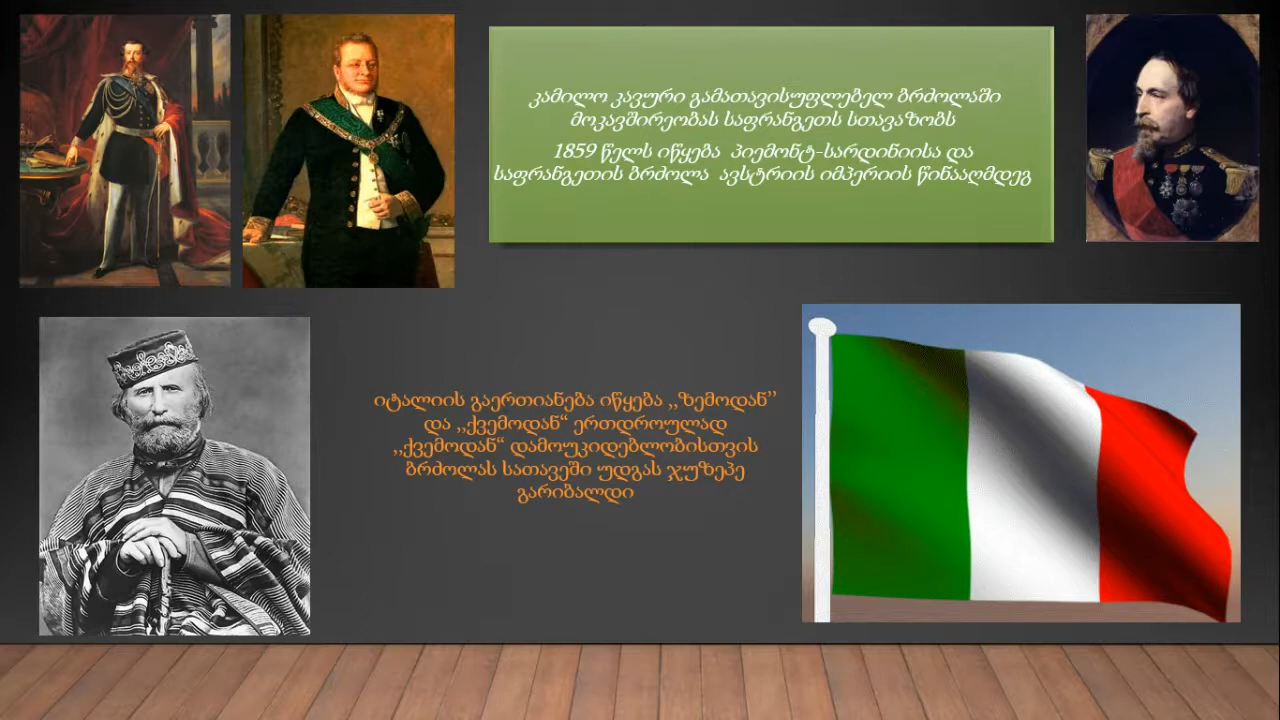 კამილო კავური გამათავისუფლებელ ბრძოლაში
მოკავშირეობას საფრანგეთს სთავაზობს
1859 წელს იწყება პიემონტ-სარდინიისა და
საფრანგეთის ბრძოლა ავსტრიის იმპერიის წინააღმდეგ
იტალიის გაერთიანება იწყება ,,ზემოდან”
და ,,ქვემოდან“ ერთდროულად
,,ქვემოდან“ დამოუკიდებლობისთვის
ბრძოლას სათავეში უდგას ჯუზეპე
გარიბალდი